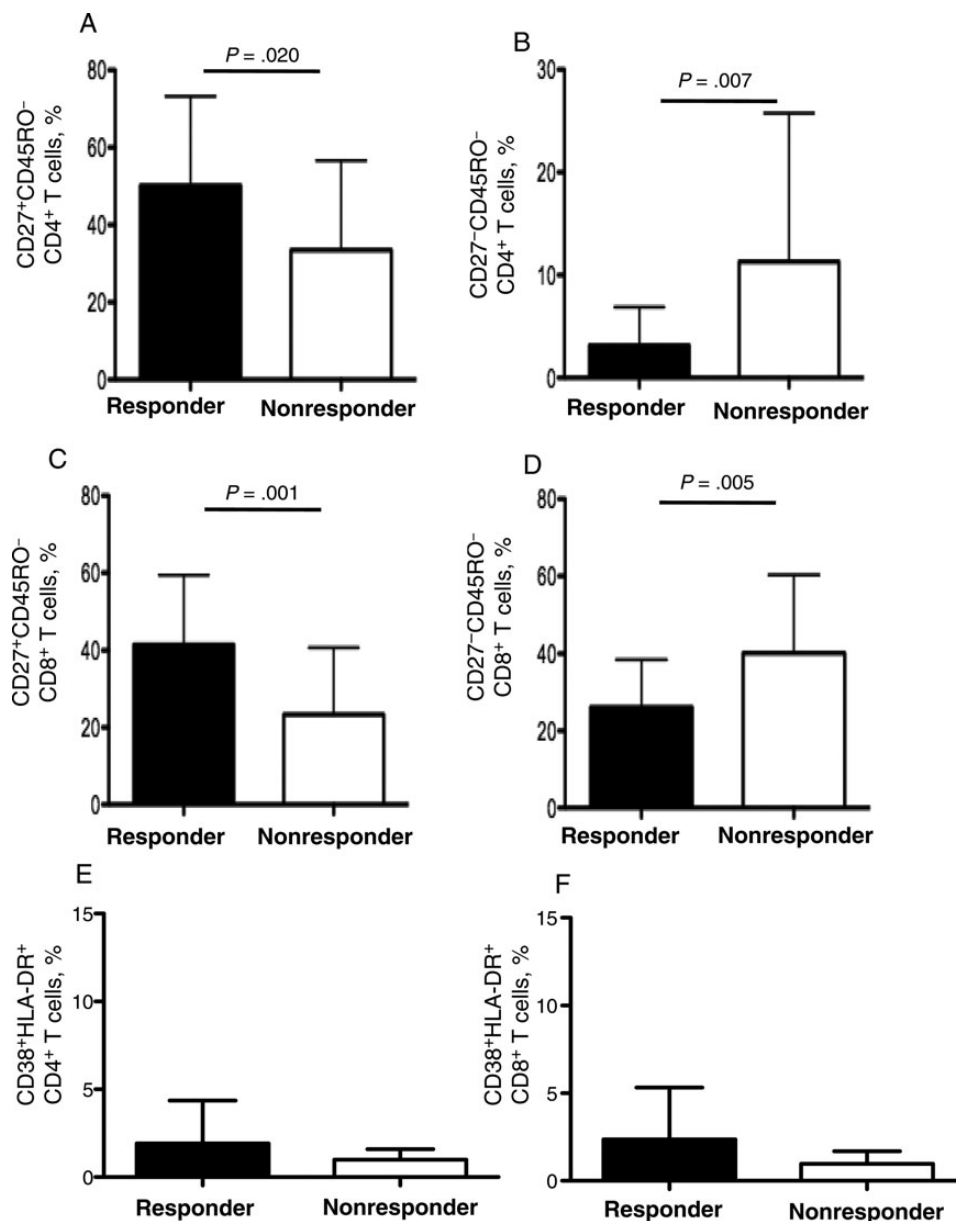 A
P = .020
CD27⁺CD45RO⁻
CD4⁺ T cells, %
80
60
40
20
0
Responder
Nonresponder
B
P = .007
CD27⁻CD45RO⁻
CD4⁺ T cells, %
30
20
10
0
Responder
Nonresponder
C
P = .001
CD27⁺CD45RO⁻
CD8⁺ T cells, %
80
60
40
20
0
Responder
Nonresponder
D
P = .005
CD27⁻CD45RO⁻
CD8⁺ T cells, %
80
60
40
20
0
Responder
Nonresponder
E
CD38⁺HLA-DR⁺
CD4⁺ T cells, %
15
10
5
0
Responder
Nonresponder
F
CD38⁺HLA-DR⁺
CD8⁺ T cells, %
15
10
5
0
Responder
Nonresponder